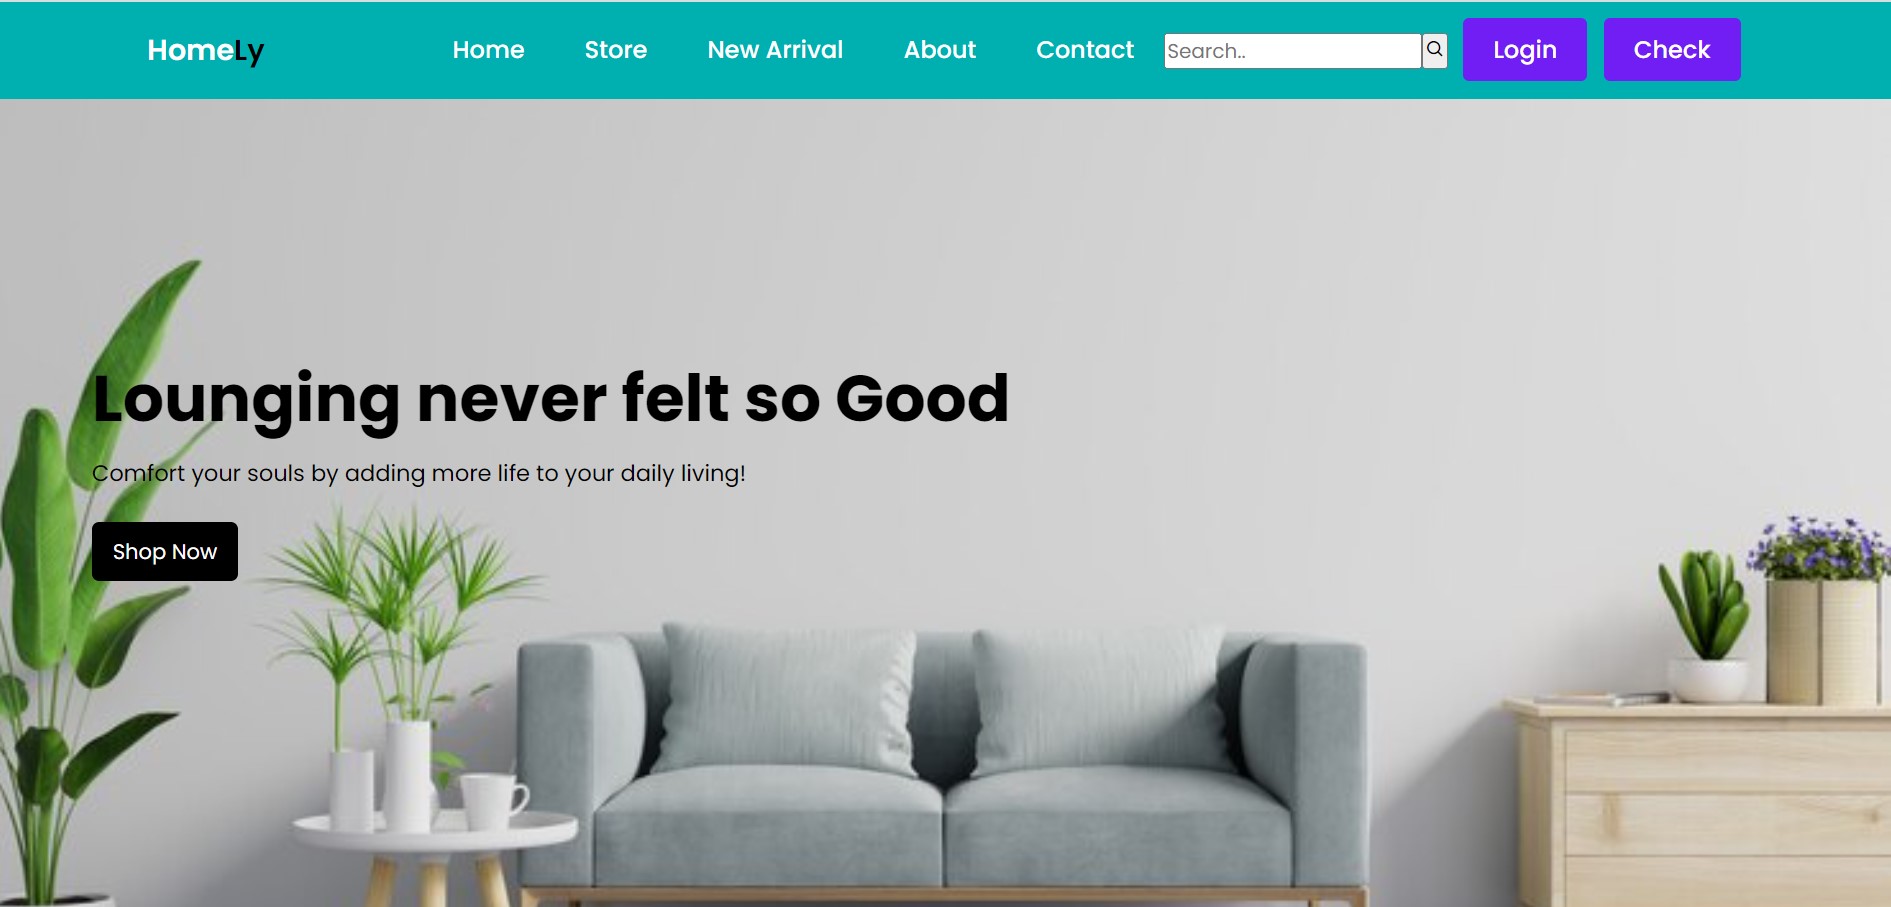 HomeLy Home Store New Arrival About Contact Search.. Login Check
Lounging never felt so Good
Comfort your souls by adding more life to your daily living!
Shop Now